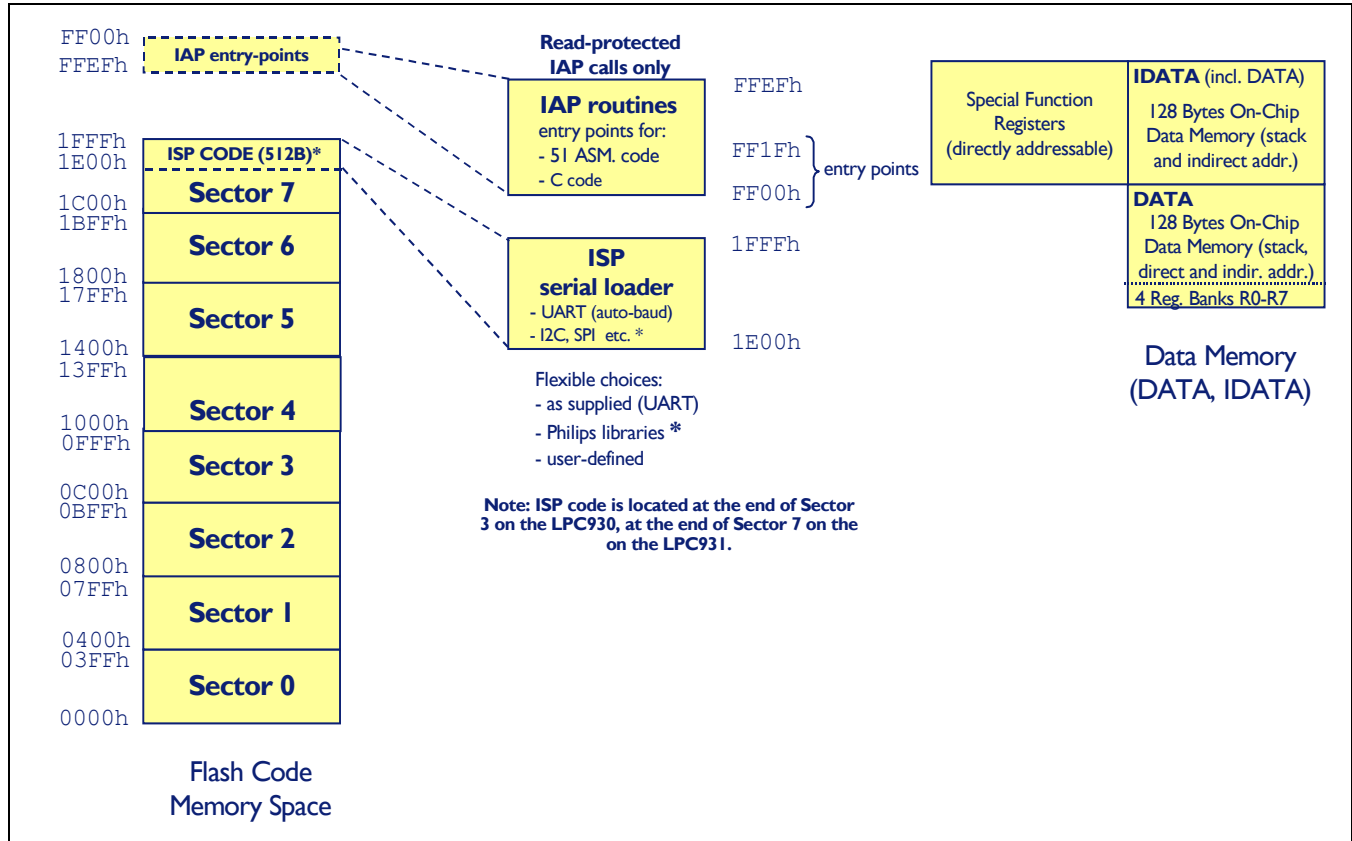 FF00h
FFEFh
IAP entry-points
1FFFh
1E00h
ISP CODE (512B)*
Sector 7
1C00h
1BFFh
Sector 6
1800h
17FFh
Sector 5
1400h
13FFh
Sector 4
1000h
0FFFh
Sector 3
0C00h
0BFFh
Sector 2
0800h
07FFh
Sector 1
0400h
03FFh
Sector 0
0000h
Flash Code
Memory Space
Read-protected
IAP calls only
IAP routines
entry points for:
- 51 ASM. code
- C code
FFEFh
FF1Fh
FF00h
entry points
ISP
serial loader
- UART (auto-baud)
- I2C, SPI etc. *
1FFFh
1E00h
Flexible choices:
- as supplied (UART)
- Philips libraries *
- user-defined
Note: ISP code is located at the end of Sector
3 on the LPC930, at the end of Sector 7 on the
on the LPC931.
Special Function
Registers
(directly addressable)
IDATA (incl. DATA)
128 Bytes On-Chip
Data Memory (stack
and indirect addr.)
DATA
128 Bytes On-Chip
Data Memory (stack,
direct and indir. addr.)
4 Reg. Banks R0-R7
Data Memory
(DATA, IDATA)